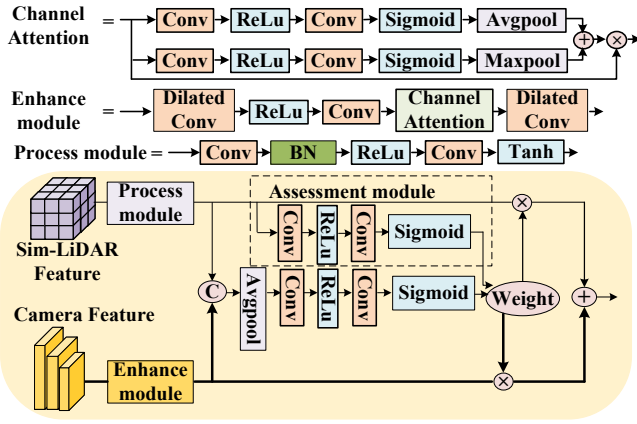 Channel Attention = Conv ReLu Conv Sigmoid Avgpool + ×
Conv ReLu Conv Sigmoid Maxpool
Enhance module = Dilated Conv ReLu Conv Channel Attention Dilated Conv
Process module = Conv BN ReLu Conv Tanh
Sim-LiDAR Feature
Process module
Assessment module
Conv ReLu Conv Sigmoid
×
C Avgpool Conv ReLu Conv Sigmoid Weight +
Camera Feature
Enhance module
×